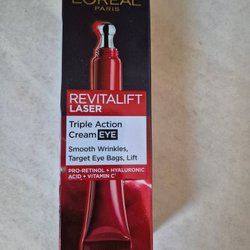 L'ORÉAL
PARIS
REVITALIFT
LASER
Triple Action
Cream EYE
Smooth Wrinkles,
Target Eye Bags, Lift
PRO-RETINOL + HYALURONIC
ACID + VITAMIN C*